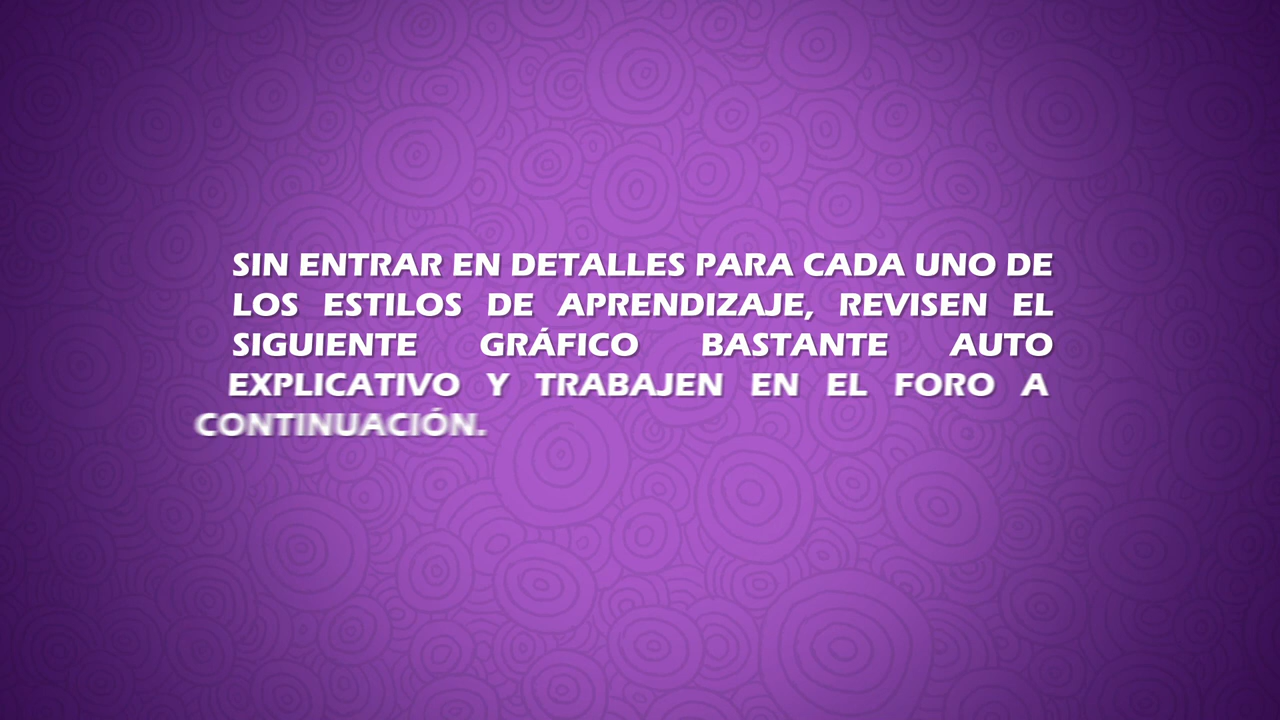 SIN ENTRAR EN DETALLES PARA CADA UNO DE
LOS ESTILOS DE APRENDIZAJE, REVISEN EL
SIGUIENTE GRÁFICO BASTANTE AUTO
EXPLICATIVO Y TRABAJEN EN EL FORO A
CONTINUACIÓN.